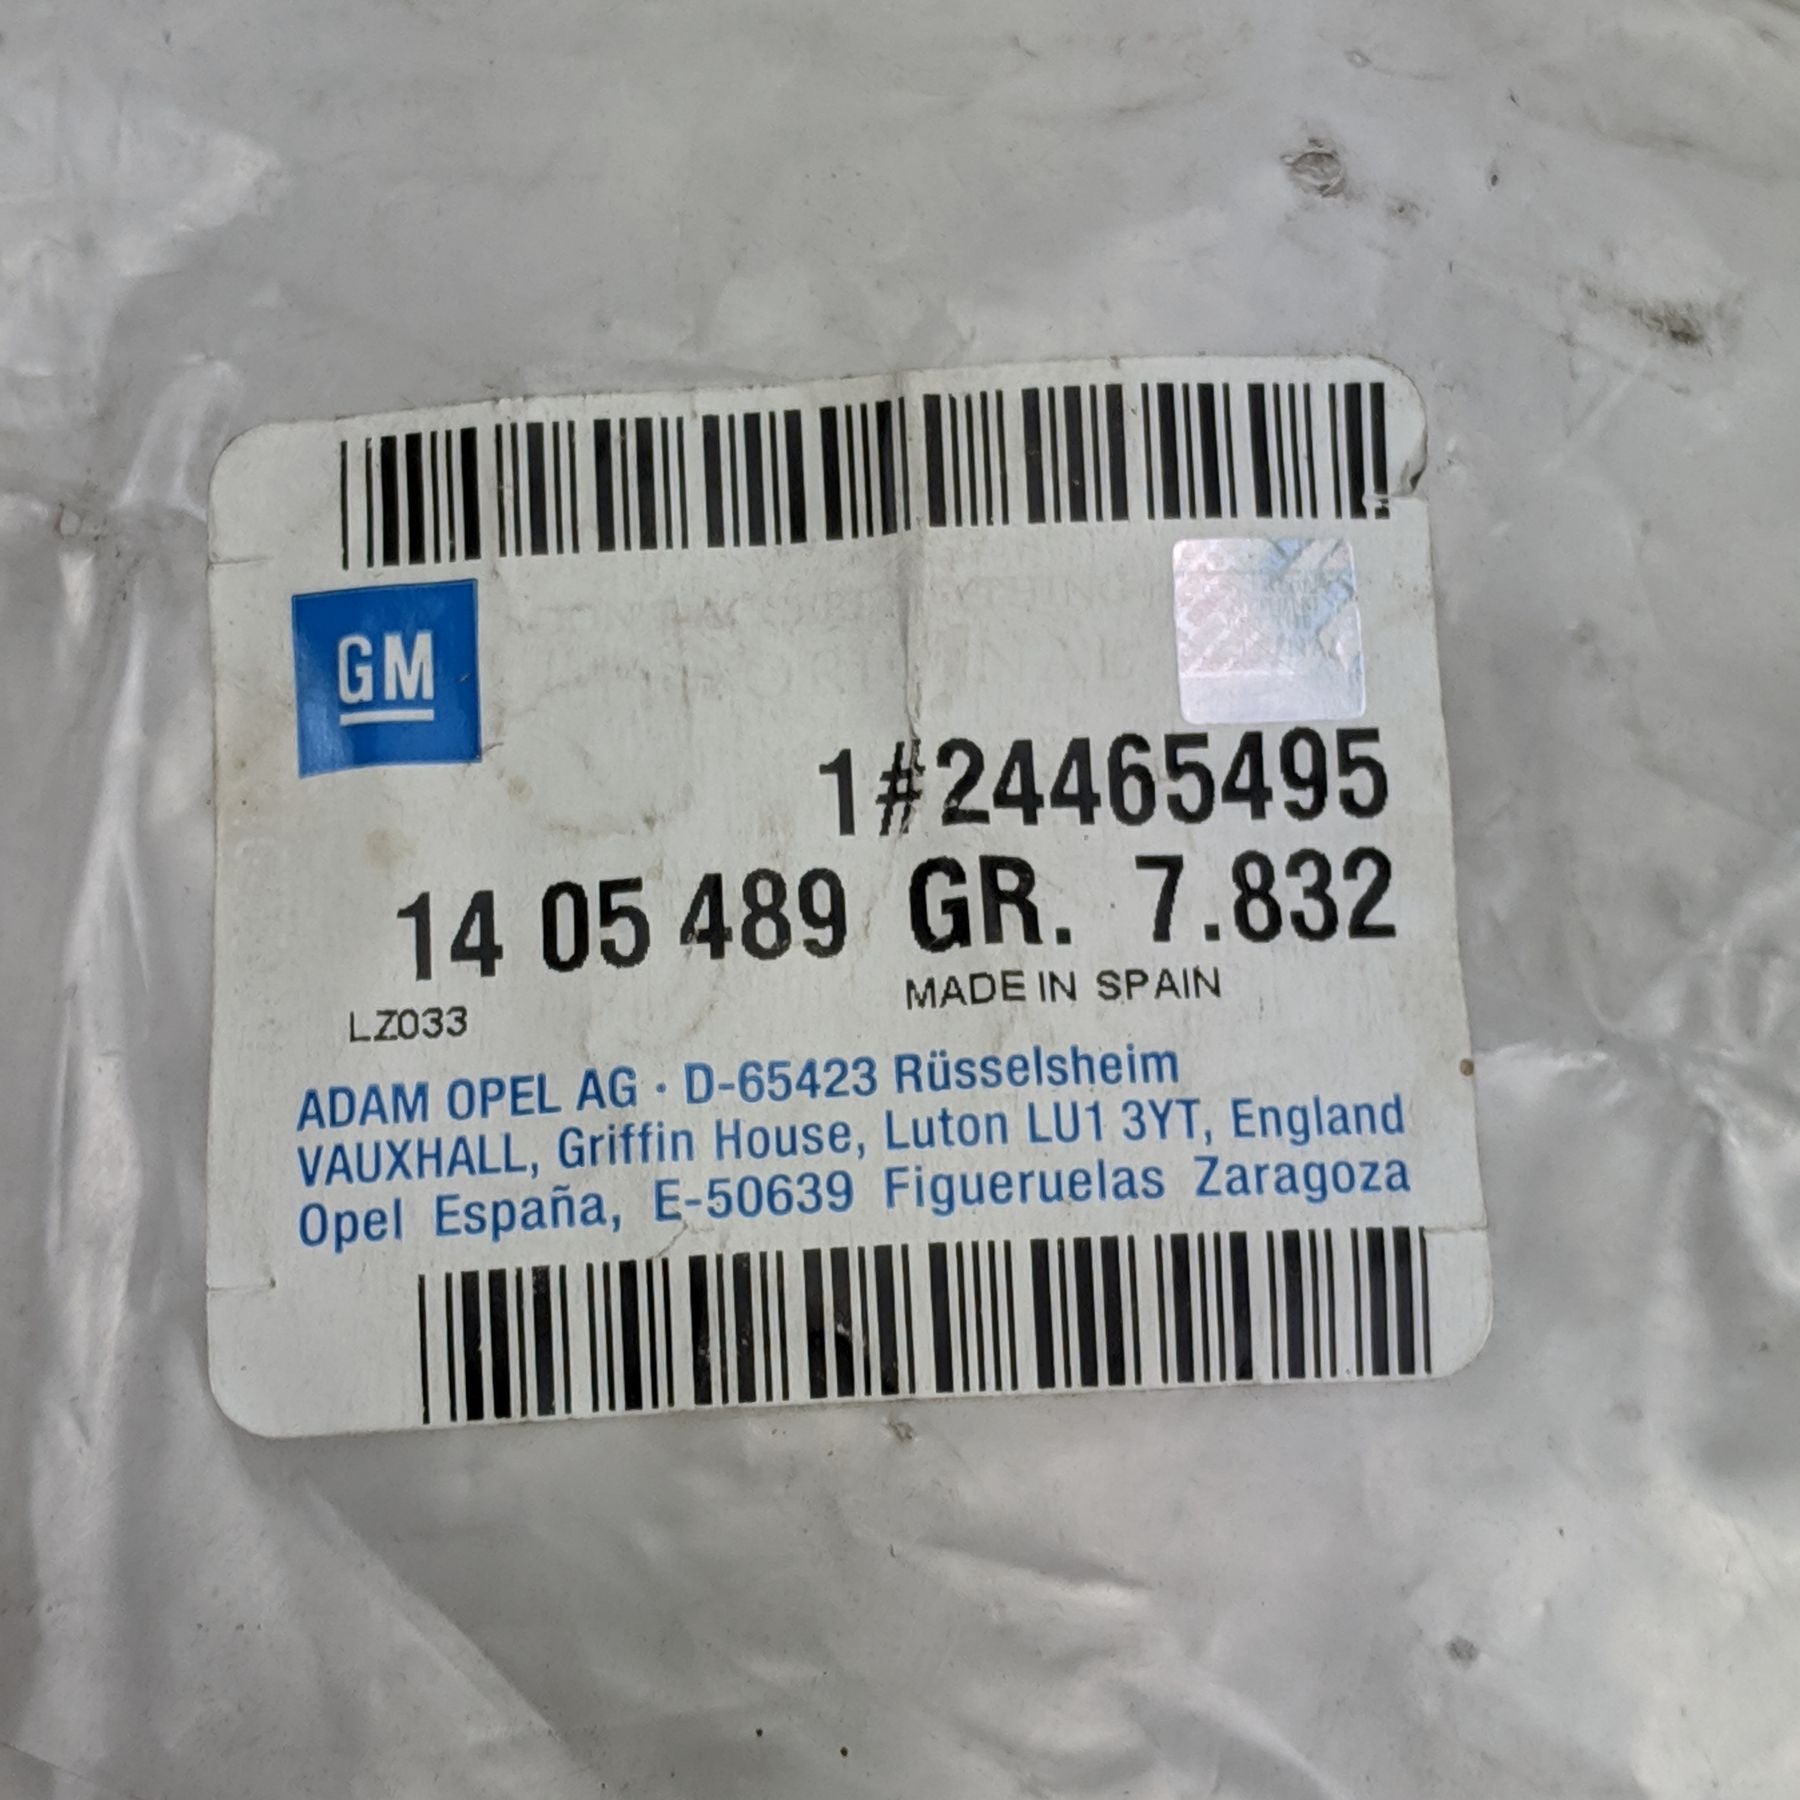 GM
1#24465495
14 05 489 GR. 7.832
MADE IN SPAIN
LZ033
ADAM OPEL AG · D-65423 Rüsselsheim
VAUXHALL, Griffin House, Luton LU1 3YT, England
Opel España, E-50639 Figueruelas Zaragoza